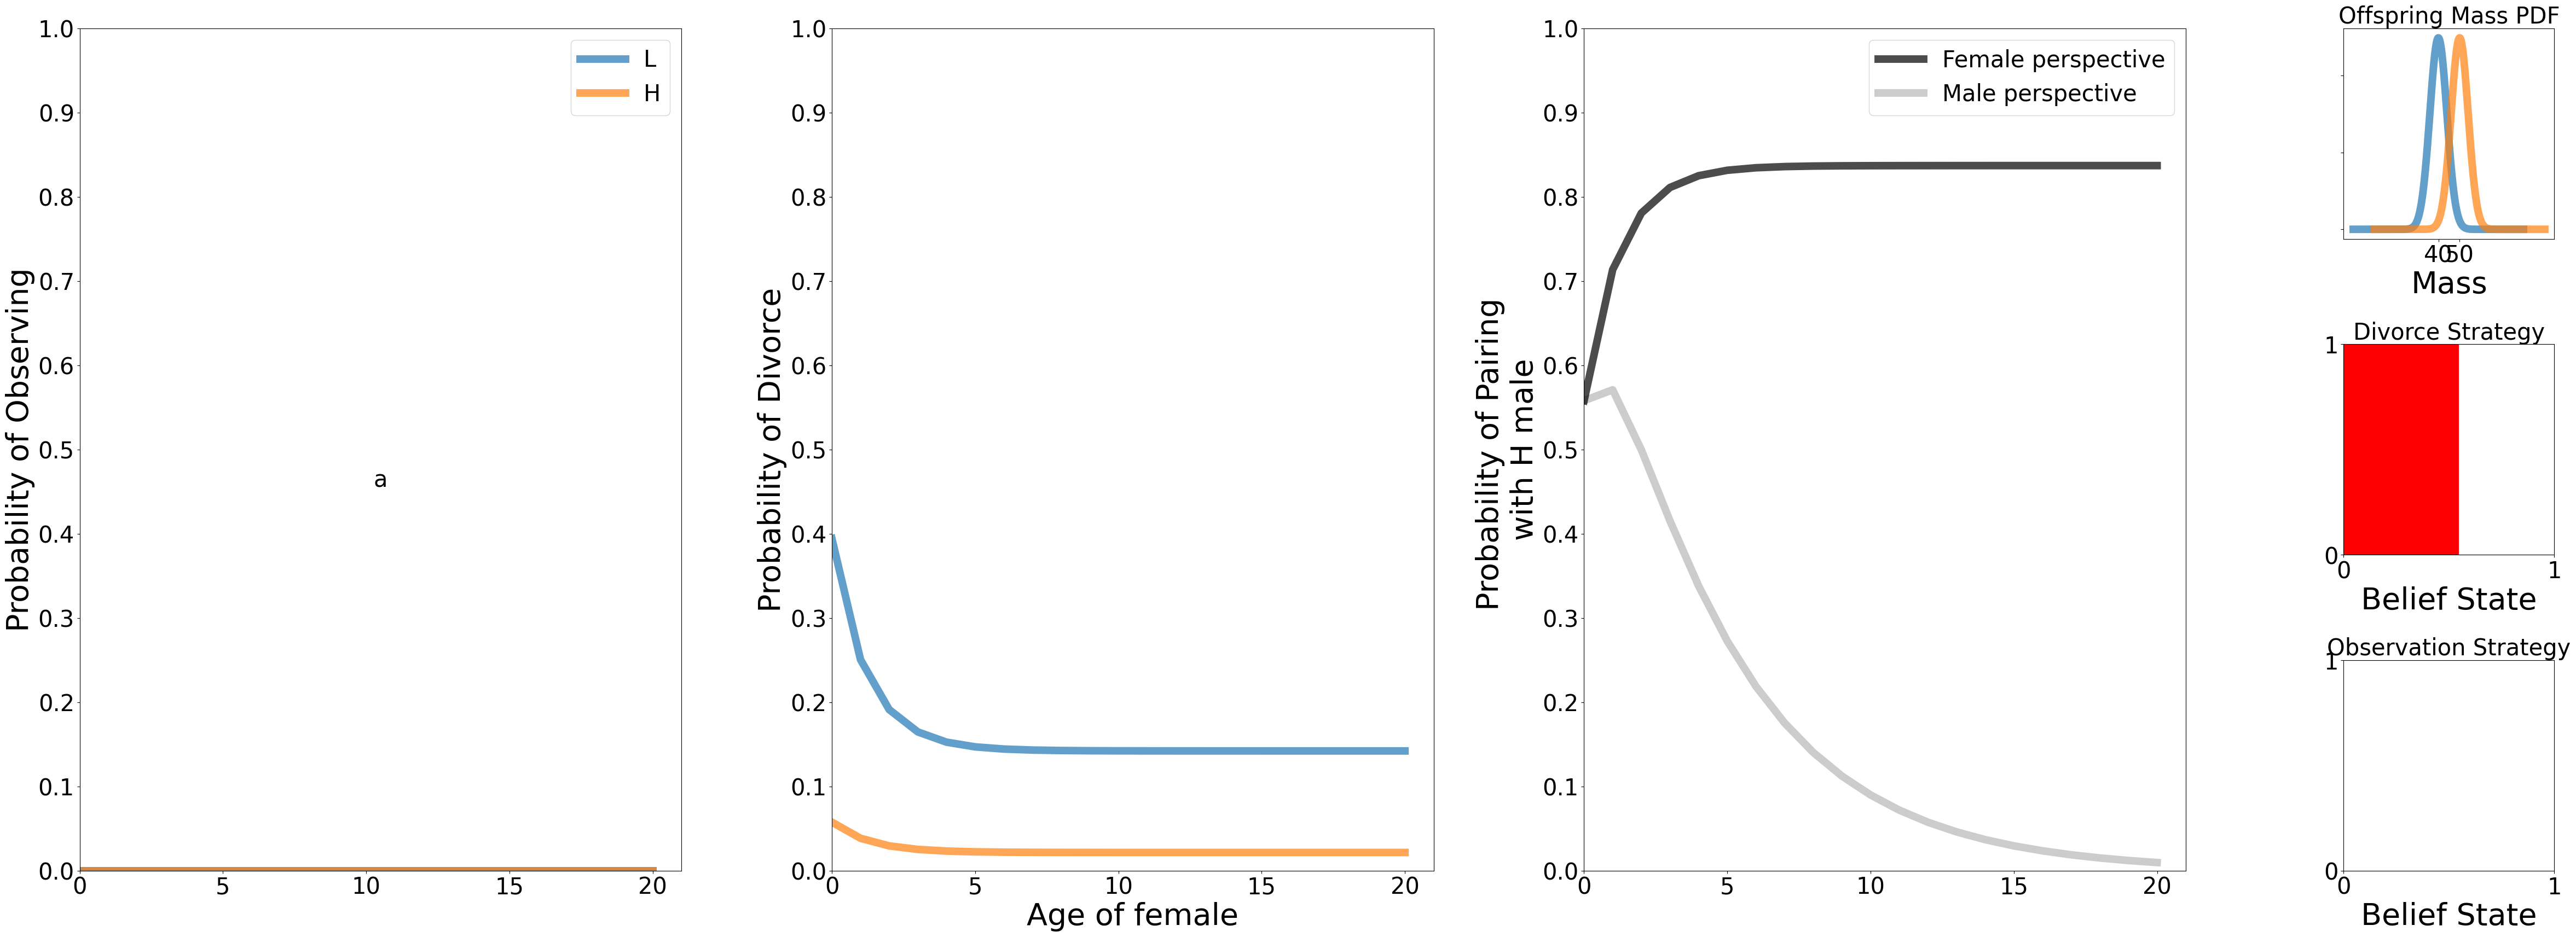 Probability of Observing
1.0
0.9
0.8
0.7
0.6
0.5
0.4
0.3
0.2
0.1
0.0
0 5 10 15 20
L
H
a
Probability of Divorce
1.0
0.9
0.8
0.7
0.6
0.5
0.4
0.3
0.2
0.1
0.0
0 5 10 15 20
Age of female
Probability of Pairing
with H male
1.0
0.9
0.8
0.7
0.6
0.5
0.4
0.3
0.2
0.1
0.0
0 5 10 15 20
Female perspective
Male perspective
Offspring Mass PDF
40 50
Mass
Divorce Strategy
1
0
0 1
Belief State
Observation Strategy
1
0
0 1
Belief State